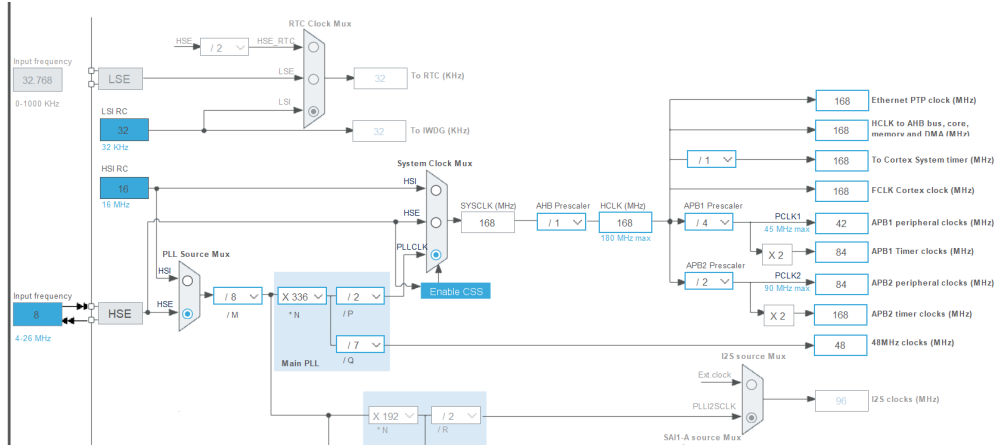 RTC Clock Mux
HSE
/ 2
HSE_RTC
Input frequency
32.768
0-1000 KHz
LSE
LSE
32
To RTC (KHz)
LSI
LSI RC
32
32 KHz
32
To IWDG (KHz)
HSI RC
16
16 MHz
System Clock Mux
HSI
HSE
PLLCLK
SYSCLK (MHz)
168
AHB Prescaler
/ 1
HCLK (MHz)
168
180 MHz max
168
Ethernet PTP clock (MHz)
168
HCLK to AHB bus, core,
memory and DMA (MHz)
/ 1
168
To Cortex System timer (MHz)
168
FCLK Cortex clock (MHz)
APB1 Prescaler
/ 4
PCLK1
45 MHz max
42
APB1 peripheral clocks (MHz)
X 2
84
APB1 Timer clocks (MHz)
APB2 Prescaler
/ 2
PCLK2
90 MHz max
84
APB2 peripheral clocks (MHz)
X 2
168
APB2 timer clocks (MHz)
48
48MHz clocks (MHz)
PLL Source Mux
HSI
HSE
Input frequency
8
4-26 MHz
HSE
/ 8
/ M
X 336
* N
/ 2
/ P
/ 7
/ Q
Main PLL
Enable CSS
X 192
* N
/ 2
/ R
I2S source Mux
Ext.clock
PLLI2SCLK
96
I2S clocks (MHz)
SAI1-A source Mux